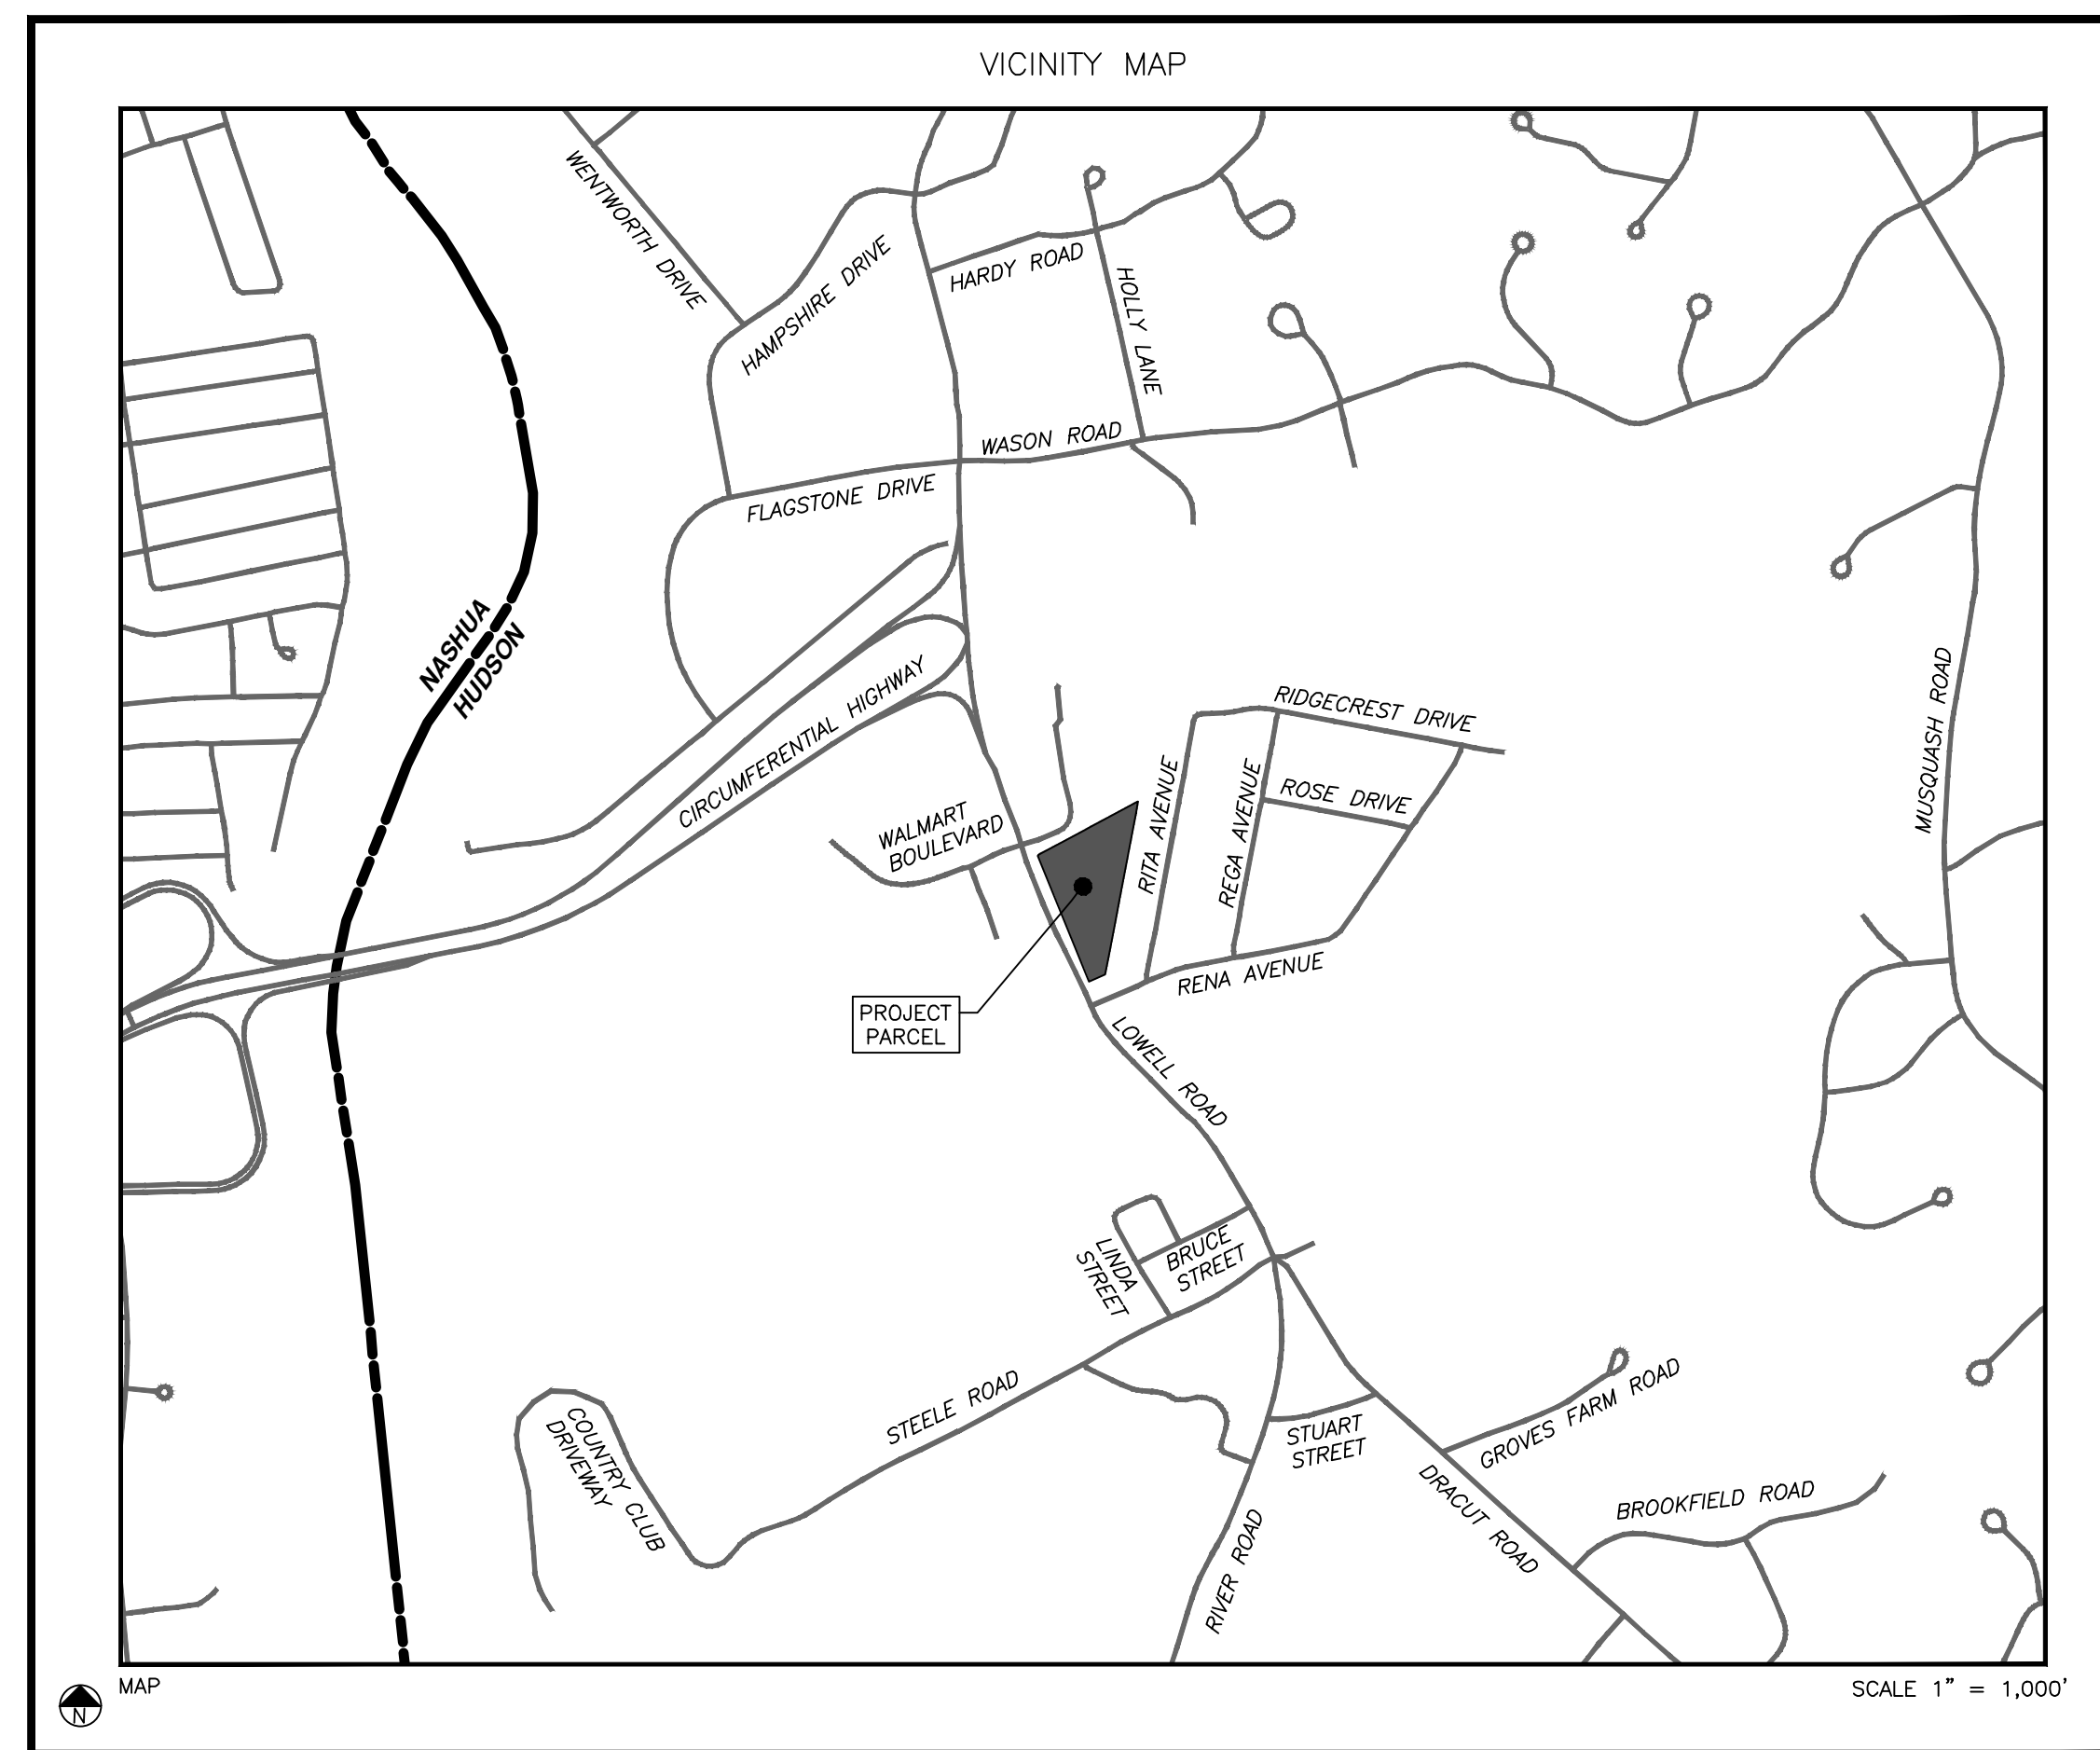 VICINITY MAP
WENTWORTH DRIVE
HAMPSHIRE DRIVE
HARDY ROAD
HOLLY LANE
WASON ROAD
FLAGSTONE DRIVE
NASHUA
HUDSON
CIRCUMFERENTIAL HIGHWAY
RIDGECREST DRIVE
MUSQUASH ROAD
WALMART
BOULEVARD
RITA AVENUE
REGA AVENUE
ROSE DRIVE
RENA AVENUE
PROJECT
PARCEL
LOWELL ROAD
LINDA
STREET
BRUCE
STREET
STEELE ROAD
COUNTRY CLUB
DRIVEWAY
STUART
STREET
GROVES FARM ROAD
DRACUT ROAD
BROOKFIELD ROAD
RIVER ROAD
N
MAP
SCALE 1" = 1,000'